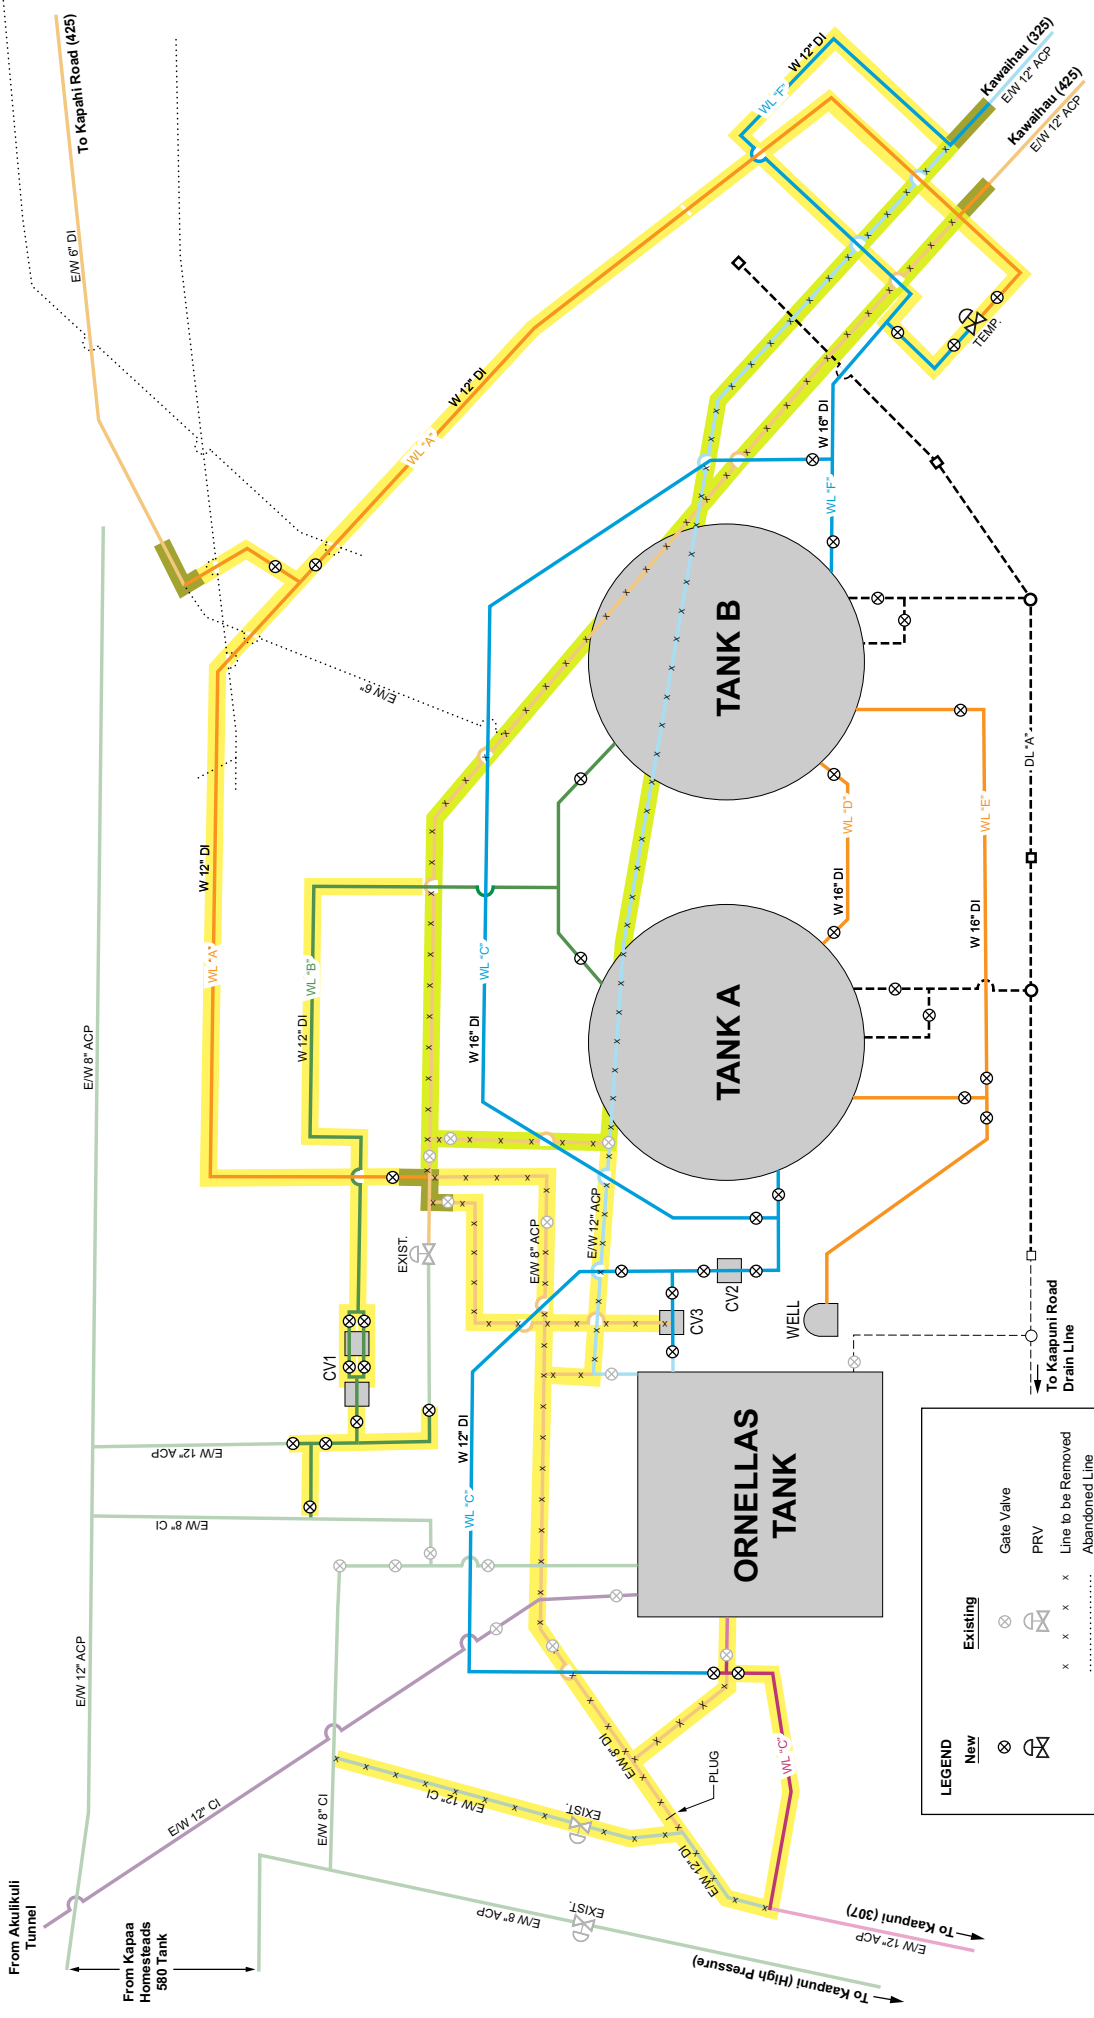 To Kapahi Road (425)
E/W 6" DI
W 12" DI
WL "F"
Kawaihau (325)
E/W 12" ACP
Kawaihau (425)
E/W 12" ACP
TEMP.
W 12" DI
WL "A"
W 16" DI
WL "F"
E/W 6"
TANK B
W 12" DI
WL "A"
WL "B"
W 12" DI
WL "C"
W 16" DI
WL "D"
W 16" DI
WL "E"
W 16" DI
DL "A"
TANK A
E/W 8" ACP
E/W 8" ACP
E/W 12" ACP
EXIST.
CV1
CV2
CV3
WELL
To Kaapuni Road
Drain LIne
E/W 12" ACP
E/W 8" CI
W 12" DI
WL "C"
ORNELLAS
TANK
E/W 12" ACP
E/W 12" CI
E/W 8" CI
E/W 12" CI
EXIST.
E/W 8" DI
PLUG
E/W 12" DI
WL "C"
From Akulikuli
Tunnel
From Kapaa
Homesteads
580 Tank
E/W 8" ACP
EXIST.
To Kaapuni (High Pressure)
To Kaapuni (307)
E/W 12" ACP
LEGEND
New
Existing
Gate Valve
PRV
x x x x Line to be Removed
Abandoned Line